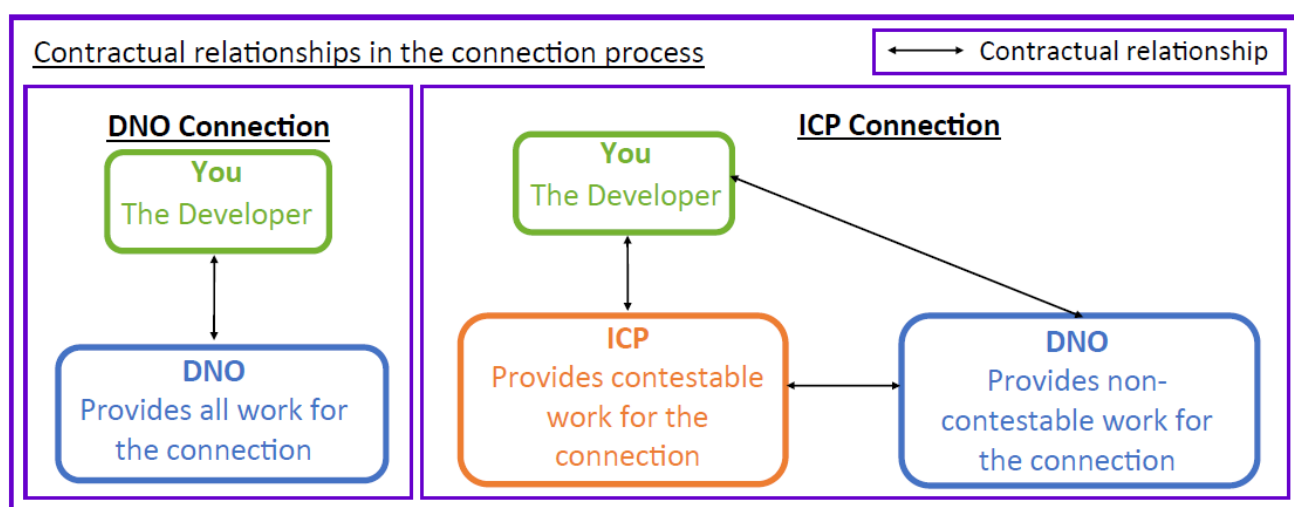 Contractual relationships in the connection process
Contractual relationship
DNO Connection
You
The Developer
DNO
Provides all work for
the connection
ICP Connection
You
The Developer
ICP
Provides contestable
work for the
connection
DNO
Provides non-
contestable work for
the connection